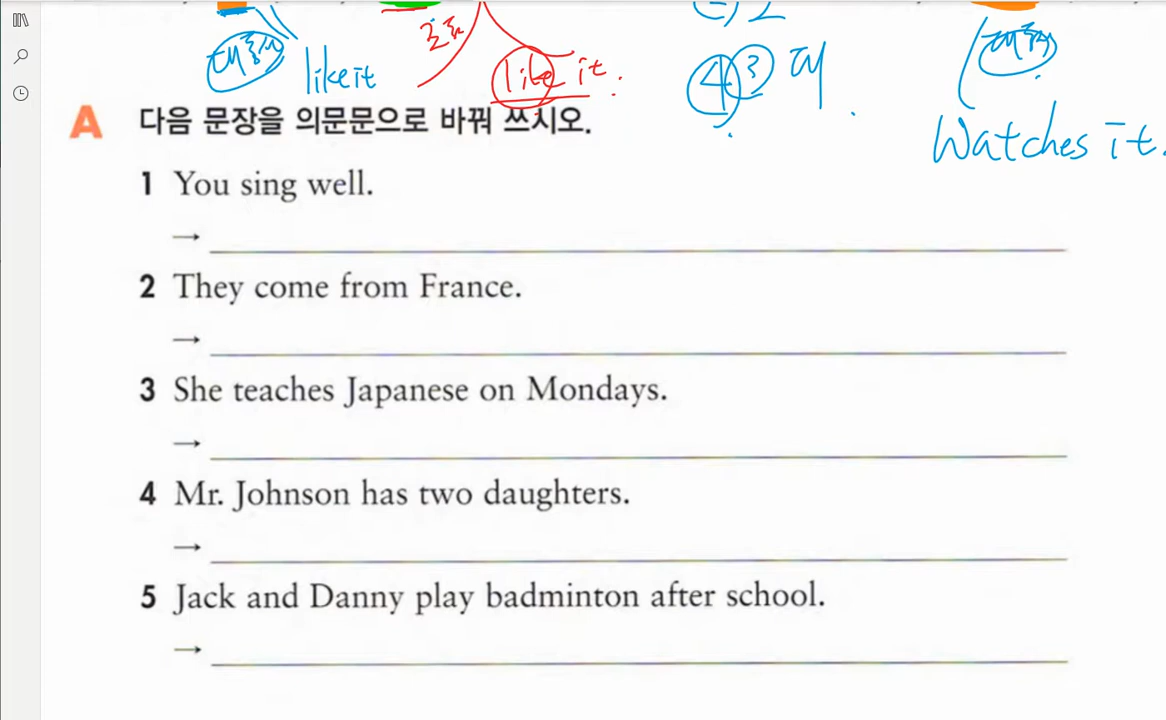 like it
like it.
④ ③
Watches it.
A 다음 문장을 의문문으로 바꿔 쓰시오.
1 You sing well.
→
2 They come from France.
→
3 She teaches Japanese on Mondays.
→
4 Mr. Johnson has two daughters.
→
5 Jack and Danny play badminton after school.
→